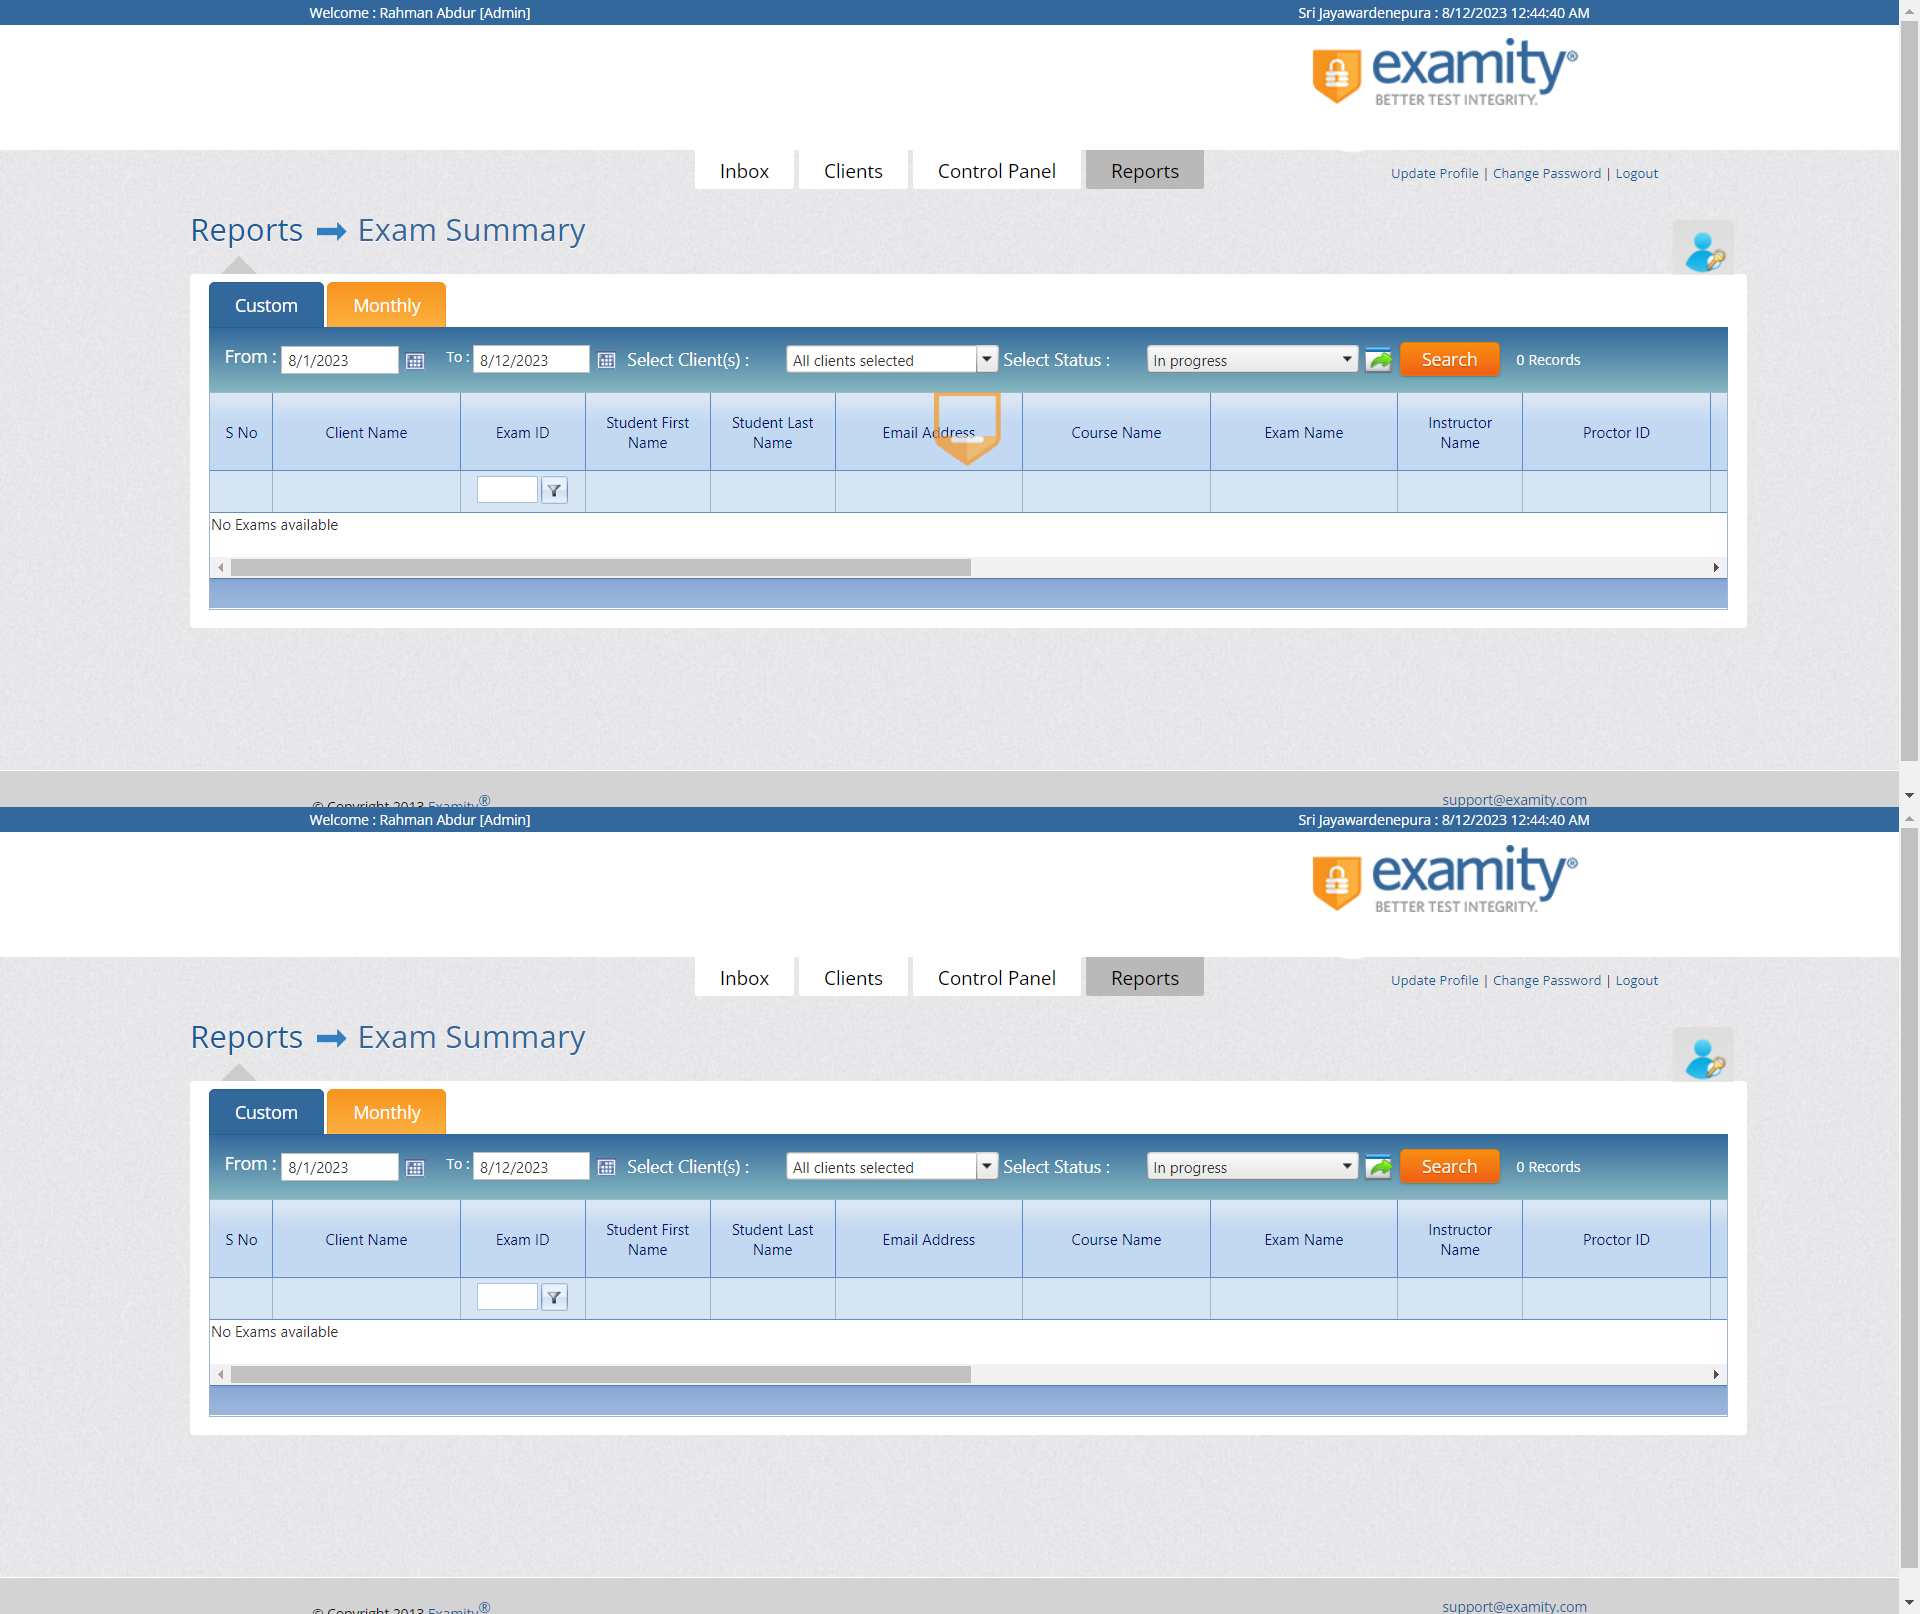 Welcome : Rahman Abdur [Admin] Sri Jayawardenepura : 8/12/2023 12:44:40 AM
examity®
BETTER TEST INTEGRITY.
Inbox Clients Control Panel Reports Update Profile | Change Password | Logout
Reports Exam Summary
Custom Monthly
From : 8/1/2023 To : 8/12/2023 Select Client(s) : All clients selected Select Status : In progress Search 0 Records
S No Client Name Exam ID Student First Name Student Last Name Email Address Course Name Exam Name Instructor Name Proctor ID
No Exams available
© Copyright 2013 Examity® support@examity.com
Welcome : Rahman Abdur [Admin] Sri Jayawardenepura : 8/12/2023 12:44:40 AM
examity®
BETTER TEST INTEGRITY.
Inbox Clients Control Panel Reports Update Profile | Change Password | Logout
Reports Exam Summary
Custom Monthly
From : 8/1/2023 To : 8/12/2023 Select Client(s) : All clients selected Select Status : In progress Search 0 Records
S No Client Name Exam ID Student First Name Student Last Name Email Address Course Name Exam Name Instructor Name Proctor ID
No Exams available
© Copyright 2013 Examity® support@examity.com